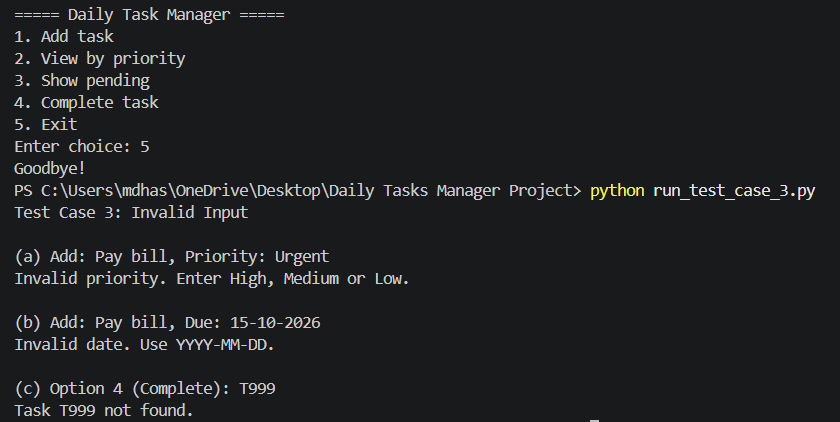 ===== Daily Task Manager =====
1. Add task
2. View by priority
3. Show pending
4. Complete task
5. Exit
Enter choice: 5
Goodbye!
PS C:\Users\mdhas\OneDrive\Desktop\Daily Tasks Manager Project> python run_test_case_3.py
Test Case 3: Invalid Input
(a) Add: Pay bill, Priority: Urgent
Invalid priority. Enter High, Medium or Low.
(b) Add: Pay bill, Due: 15-10-2026
Invalid date. Use YYYY-MM-DD.
(c) Option 4 (Complete): T999
Task T999 not found.